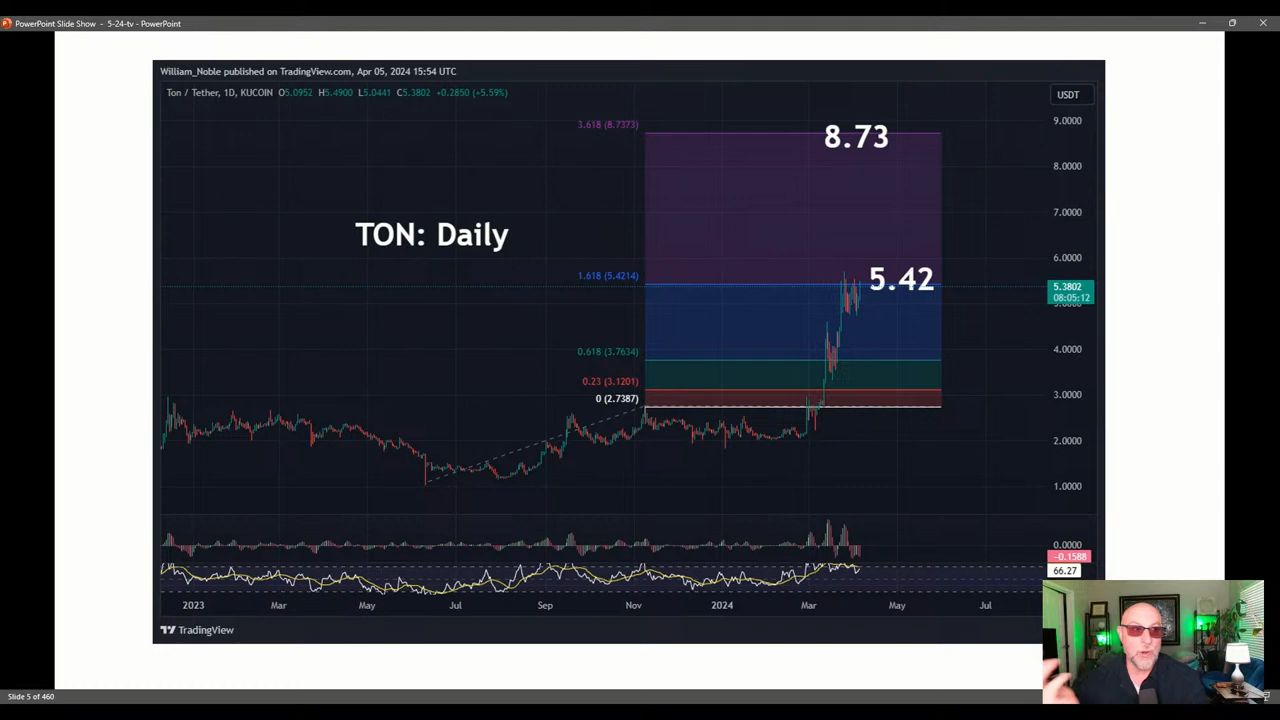 PowerPoint Slide Show - 5-24-tv - PowerPoint
William_Noble published on TradingView.com, Apr 05, 2024 15:54 UTC
Ton / Tether, 1D, KUCOIN O5.0952 H5.4900 L5.0441 C5.3802 +0.2850 (+5.59%)
USDT
3.618 (8.7373)
8.73
9.0000
8.0000
7.0000
TON: Daily
6.0000
1.618 (5.4214)
5.42
5.3802
08:05:12
5.0000
0.618 (3.7634)
4.0000
0.23 (3.1201)
3.0000
0 (2.7387)
2.0000
1.0000
0.0000
−0.1588
66.27
2023 Mar May Jul Sep Nov 2024 Mar May Jul
TradingView
Slide 5 of 460